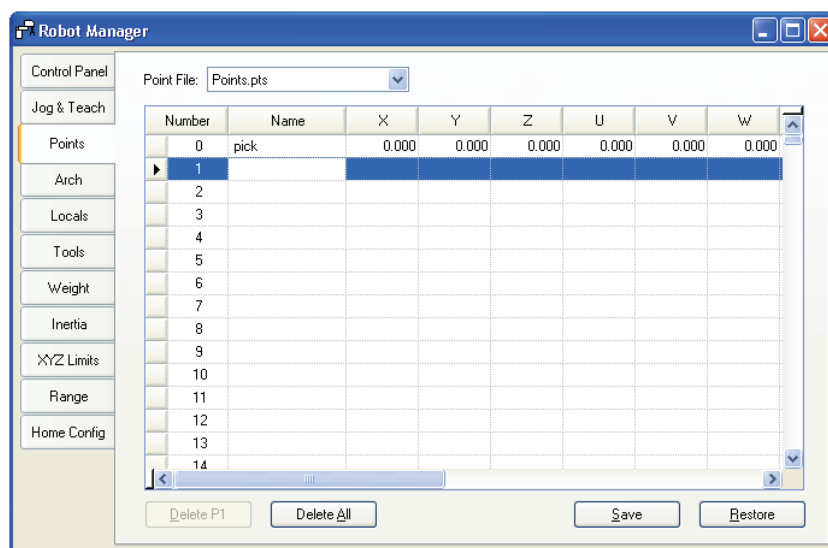 Robot Manager
Control Panel
Jog & Teach
Points
Arch
Locals
Tools
Weight
Inertia
XYZ Limits
Range
Home Config
Point File: Points.pts
Number Name X Y Z U V W
0 pick 0.000 0.000 0.000 0.000 0.000 0.000
1
2
3
4
5
6
7
8
9
10
11
12
13
14
Delete P1 Delete All Save Restore